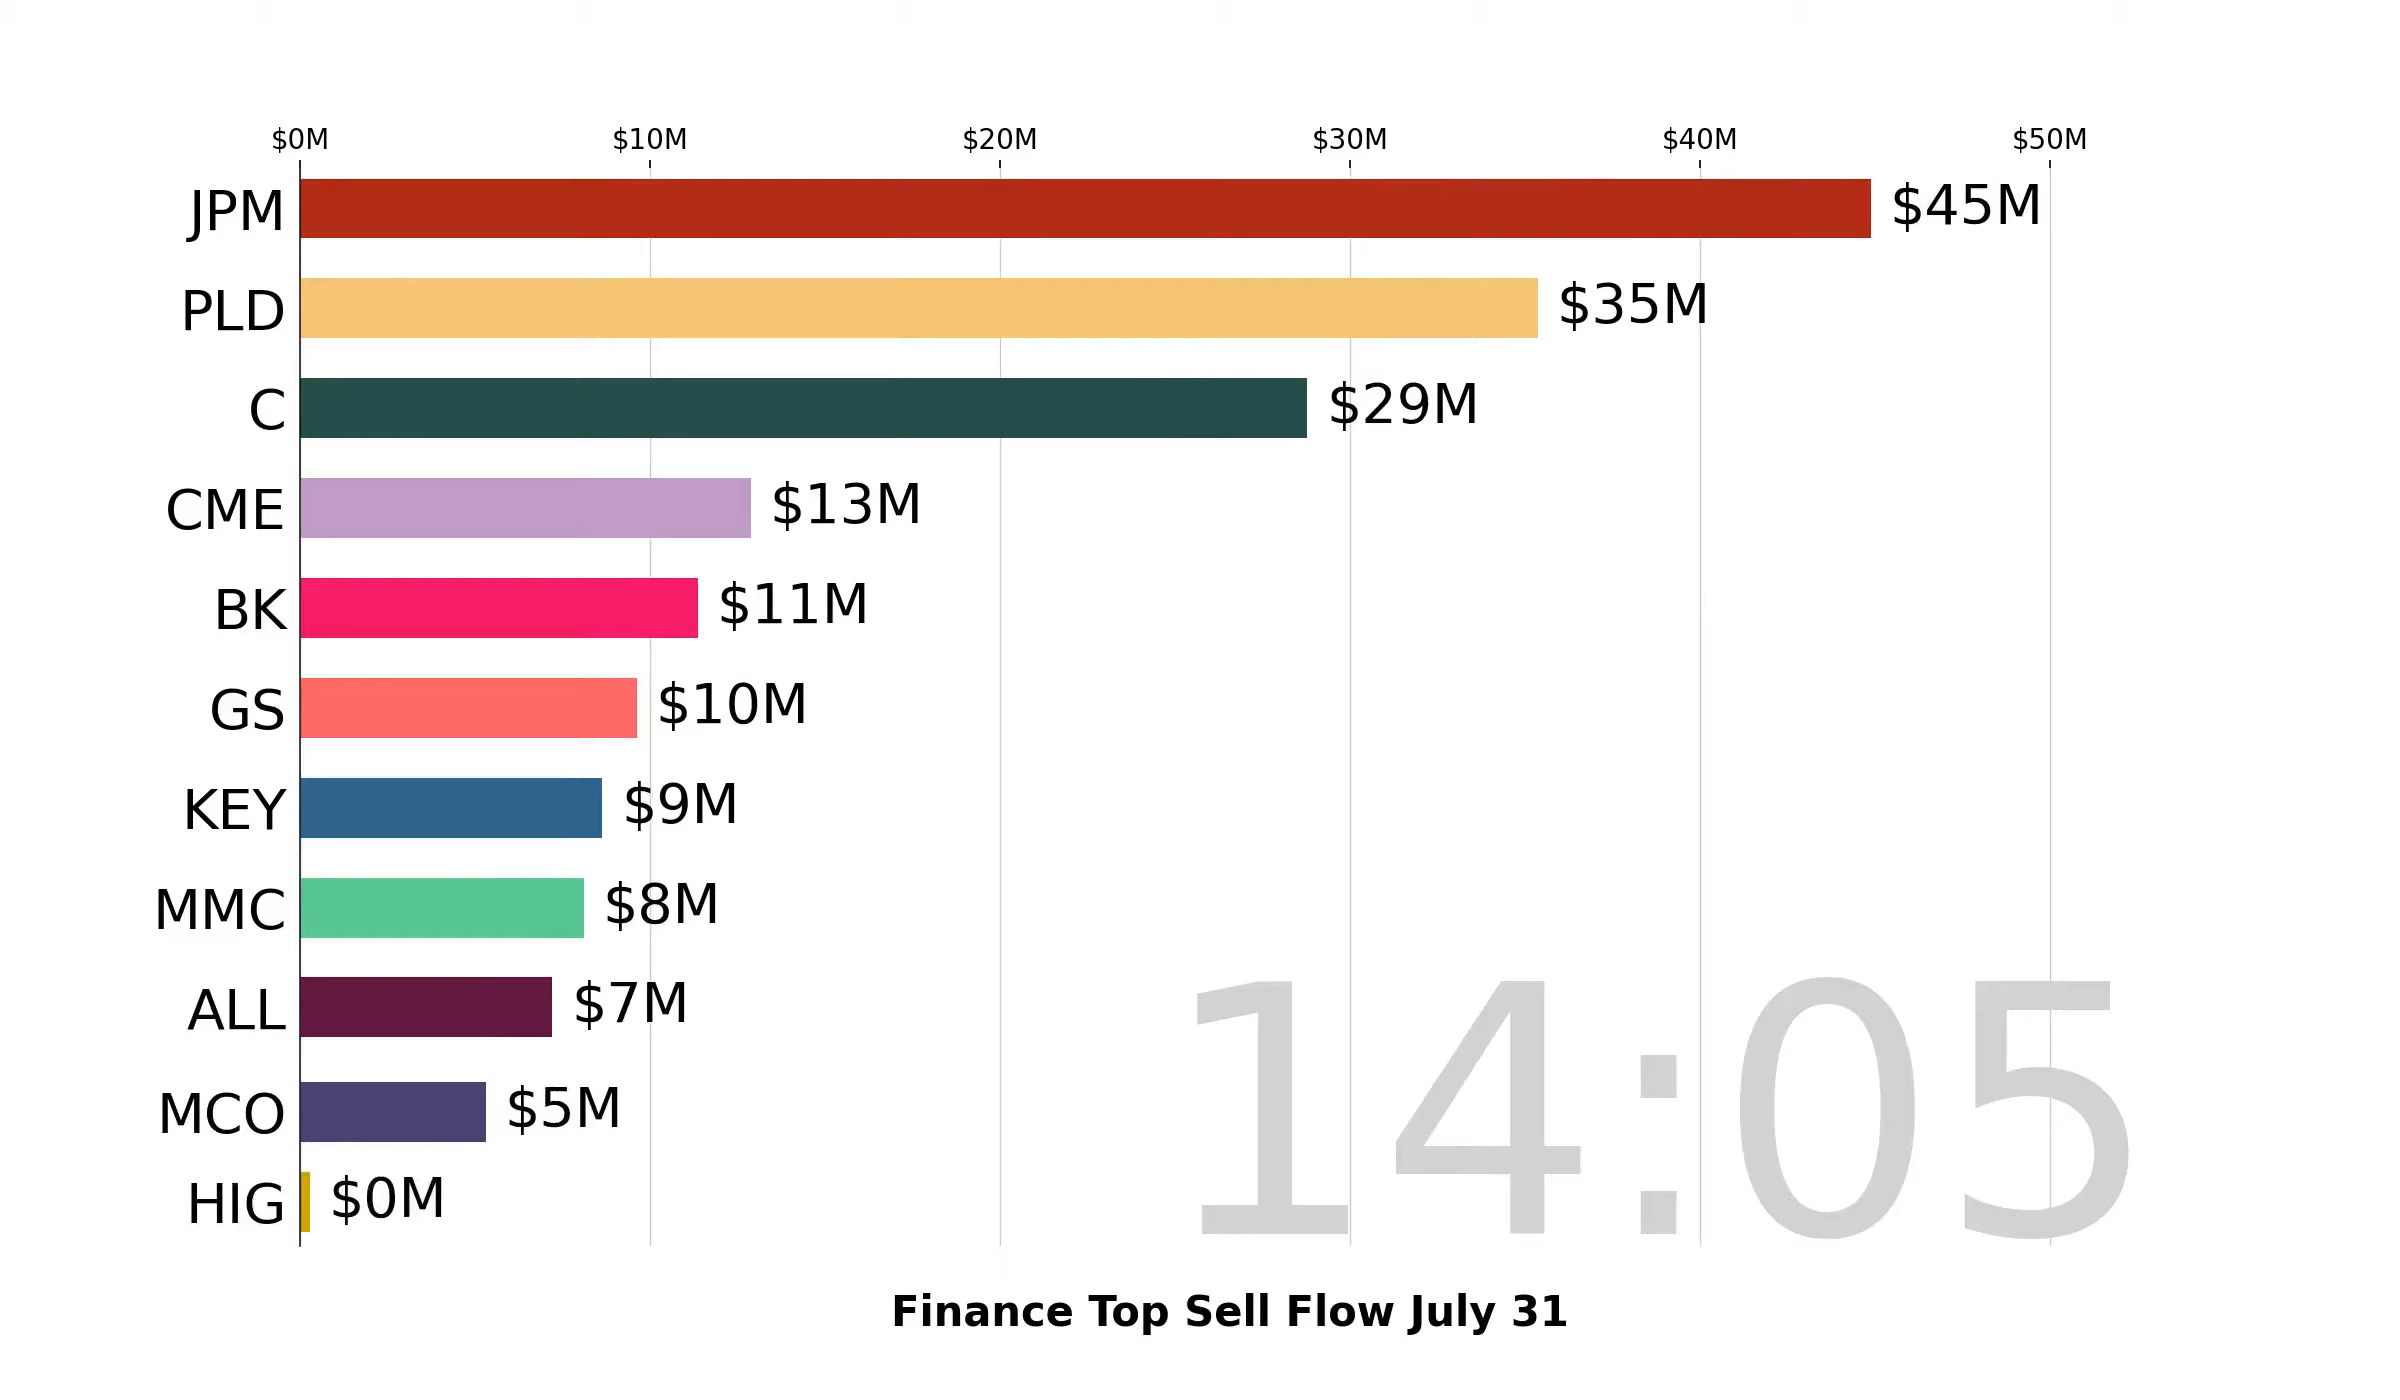 $0M $10M $20M $30M $40M $50M
JPM $45M
PLD $35M
C $29M
CME $13M
BK $11M
GS $10M
KEY $9M
MMC $8M
ALL $7M
MCO $5M
HIG $0M
14:05
Finance Top Sell Flow July 31